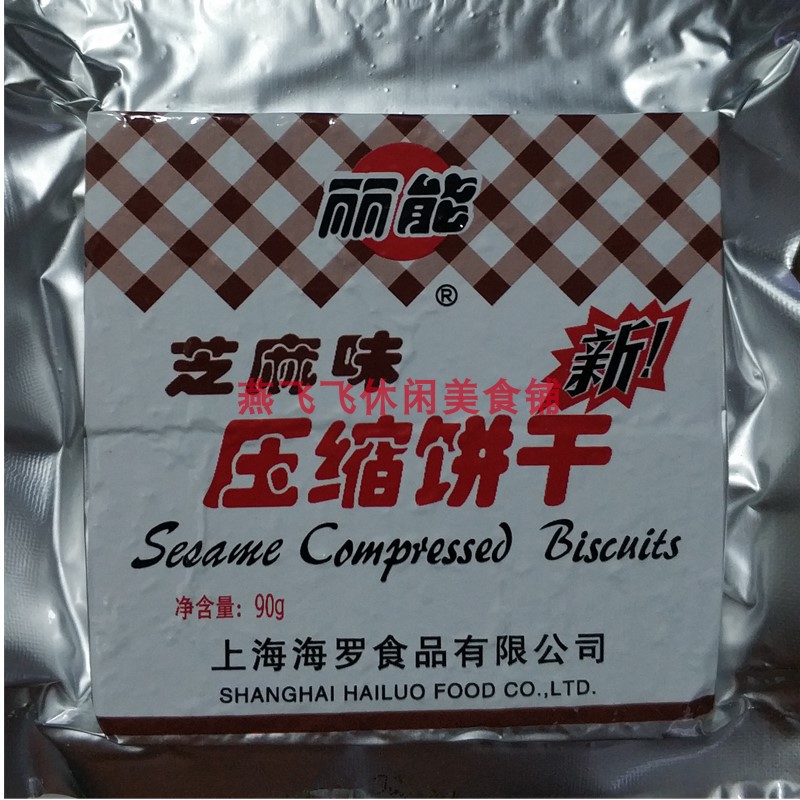 丽能
®
芝麻味
新!
燕飞飞休闲美食铺
压缩饼干
Sesame Compressed Biscuits
净含量：90g
上海海罗食品有限公司
SHANGHAI HAILUO FOOD CO.,LTD.